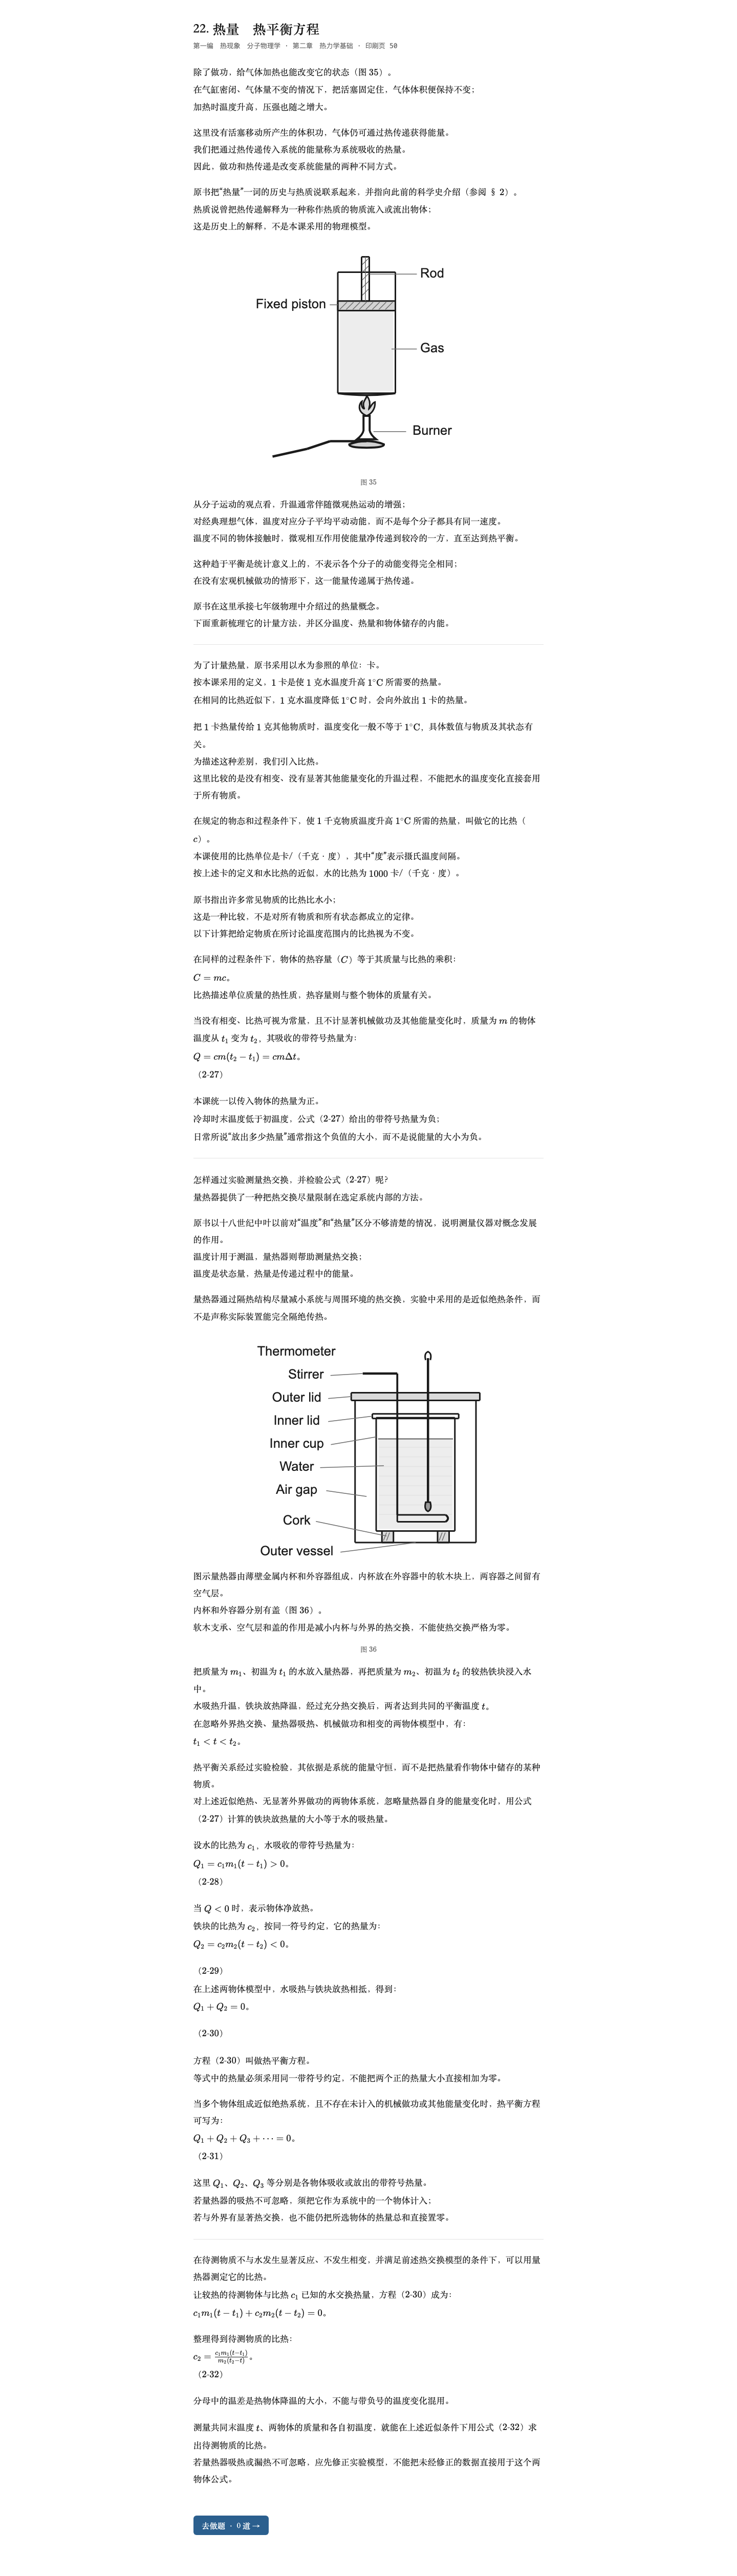 22. 热量　热平衡方程
第一编　热现象　分子物理学 · 第二章　热力学基础 · 印刷页 50
除了做功，给气体加热也能改变它的状态（图 35）。
在气缸密闭、气体量不变的情况下，把活塞固定住，气体体积便保持不变；
加热时温度升高，压强也随之增大。
这里没有活塞移动所产生的体积功，气体仍可通过热传递获得能量。
我们把通过热传递传入系统的能量称为系统吸收的热量。
因此，做功和热传递是改变系统能量的两种不同方式。
原书把“热量”一词的历史与热质说联系起来，并指向此前的科学史介绍（参阅 § 2）。
热质说曾把热传递解释为一种称作热质的物质流入或流出物体；
这是历史上的解释，不是本课采用的物理模型。
Rod
Fixed piston
Gas
Burner
图 35
从分子运动的观点看，升温通常伴随微观热运动的增强；
对经典理想气体，温度对应分子平均平动动能，而不是每个分子都具有同一速度。
温度不同的物体接触时，微观相互作用使能量净传递到较冷的一方，直至达到热平衡。
这种趋于平衡是统计意义上的，不表示各个分子的动能变得完全相同；
在没有宏观机械做功的情形下，这一能量传递属于热传递。
原书在这里承接七年级物理中介绍过的热量概念。
下面重新梳理它的计量方法，并区分温度、热量和物体储存的内能。
为了计量热量，原书采用以水为参照的单位：卡。
按本课采用的定义，1 卡是使 1 克水温度升高 1°C 所需要的热量。
在相同的比热近似下，1 克水温度降低 1°C 时，会向外放出 1 卡的热量。
把 1 卡热量传给 1 克其他物质时，温度变化一般不等于 1°C，具体数值与物质及其状态有
关。
为描述这种差别，我们引入比热。
这里比较的是没有相变、没有显著其他能量变化的升温过程，不能把水的温度变化直接套用
于所有物质。
在规定的物态和过程条件下，使 1 千克物质温度升高 1°C 所需的热量，叫做它的比热（
c）。
本课使用的比热单位是卡/（千克 · 度），其中“度”表示摄氏温度间隔。
按上述卡的定义和水比热的近似，水的比热为 1000 卡/（千克 · 度）。
原书指出许多常见物质的比热比水小；
这是一种比较，不是对所有物质和所有状态都成立的定律。
以下计算把给定物质在所讨论温度范围内的比热视为不变。
在同样的过程条件下，物体的热容量（C）等于其质量与比热的乘积：
C = mc。
比热描述单位质量的热性质，热容量则与整个物体的质量有关。
当没有相变、比热可视为常量，且不计显著机械做功及其他能量变化时，质量为 m 的物体
温度从 t₁ 变为 t₂，其吸收的带符号热量为：
Q = cm(t₂ − t₁) = cmΔt。
（2-27）
本课统一以传入物体的热量为正。
冷却时末温度低于初温度，公式（2-27）给出的带符号热量为负；
日常所说“放出多少热量”通常指这个负值的大小，而不是说能量的大小为负。
怎样通过实验测量热交换，并检验公式（2-27）呢？
量热器提供了一种把热交换尽量限制在选定系统内部的方法。
原书以十八世纪中叶以前对“温度”和“热量”区分不够清楚的情况，说明测量仪器对概念发展
的作用。
温度计用于测温，量热器则帮助测量热交换；
温度是状态量，热量是传递过程中的能量。
量热器通过隔热结构尽量减小系统与周围环境的热交换，实验中采用的是近似绝热条件，而
不是声称实际装置能完全隔绝传热。
Thermometer
Stirrer
Outer lid
Inner lid
Inner cup
Water
Air gap
Cork
Outer vessel
图示量热器由薄壁金属内杯和外容器组成，内杯放在外容器中的软木块上，两容器之间留有
空气层。
内杯和外容器分别有盖（图 36）。
软木支承、空气层和盖的作用是减小内杯与外界的热交换，不能使热交换严格为零。
图 36
把质量为 m₁、初温为 t₁ 的水放入量热器，再把质量为 m₂、初温为 t₂ 的较热铁块浸入水
中。
水吸热升温，铁块放热降温，经过充分热交换后，两者达到共同的平衡温度 t。
在忽略外界热交换、量热器吸热、机械做功和相变的两物体模型中，有：
t₁ < t < t₂。
热平衡关系经过实验检验，其依据是系统的能量守恒，而不是把热量看作物体中储存的某种
物质。
对上述近似绝热、无显著外界做功的两物体系统，忽略量热器自身的能量变化时，用公式
（2-27）计算的铁块放热量的大小等于水的吸热量。
设水的比热为 c₁，水吸收的带符号热量为：
Q₁ = c₁m₁(t − t₁) > 0。
（2-28）
当 Q < 0 时，表示物体净放热。
铁块的比热为 c₂，按同一符号约定，它的热量为：
Q₂ = c₂m₂(t − t₂) < 0。
（2-29）
在上述两物体模型中，水吸热与铁块放热相抵，得到：
Q₁ + Q₂ = 0。
（2-30）
方程（2-30）叫做热平衡方程。
等式中的热量必须采用同一带符号约定，不能把两个正的热量大小直接相加为零。
当多个物体组成近似绝热系统，且不存在未计入的机械做功或其他能量变化时，热平衡方程
可写为：
Q₁ + Q₂ + Q₃ + ⋯ = 0。
（2-31）
这里 Q₁、Q₂、Q₃ 等分别是各物体吸收或放出的带符号热量。
若量热器的吸热不可忽略，须把它作为系统中的一个物体计入；
若与外界有显著热交换，也不能仍把所选物体的热量总和直接置零。
在待测物质不与水发生显著反应、不发生相变，并满足前述热交换模型的条件下，可以用量
热器测定它的比热。
让较热的待测物体与比热 c₁ 已知的水交换热量，方程（2-30）成为：
c₁m₁(t − t₁) + c₂m₂(t − t₂) = 0。
整理得到待测物质的比热：
c₂ = c₁m₁(t−t₁) / m₂(t₂−t)。
（2-32）
分母中的温差是热物体降温的大小，不能与带负号的温度变化混用。
测量共同末温度 t、两物体的质量和各自初温度，就能在上述近似条件下用公式（2-32）求
出待测物质的比热。
若量热器吸热或漏热不可忽略，应先修正实验模型，不能把未经修正的数据直接用于这个两
物体公式。
去做题 · 0 道 →